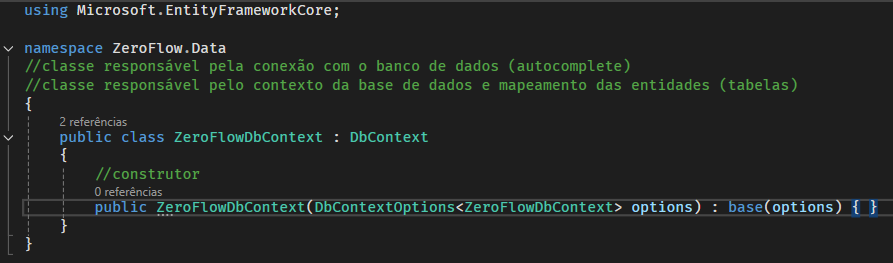 using Microsoft.EntityFrameworkCore;
namespace ZeroFlow.Data
//classe responsável pela conexão com o banco de dados (autocomplete)
//classe responsável pelo contexto da base de dados e mapeamento das entidades (tabelas)
{
2 referências
public class ZeroFlowDbContext : DbContext
{
//construtor
0 referências
public ZeroFlowDbContext(DbContextOptions<ZeroFlowDbContext> options) : base(options) { }
}
}